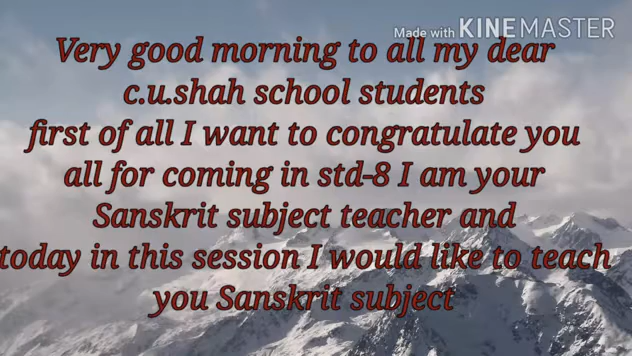 Made with KINEMASTER
Very good morning to all my dear
c.u.shah school students
first of all I want to congratulate you
all for coming in std-8 I am your
Sanskrit subject teacher and
today in this session I would like to teach
you Sanskrit subject